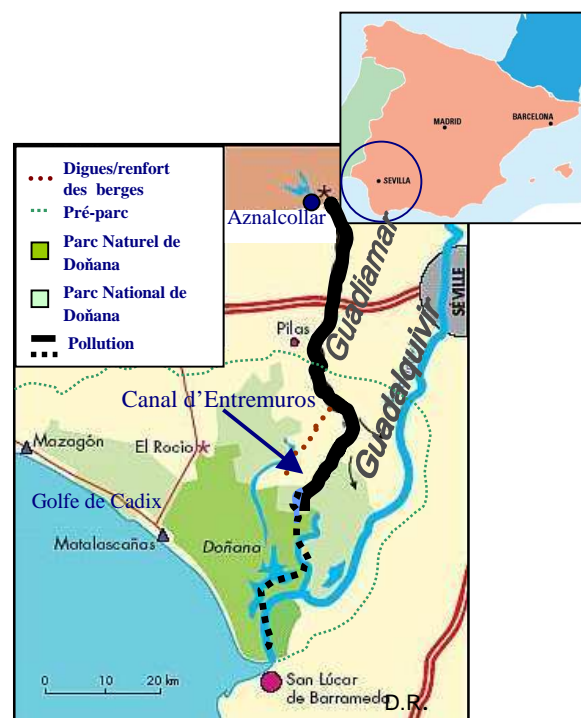 MADRID
BARCELONA
SEVILLA
Digues/renfort
des berges
Pré-parc
Parc Naturel de
Doñana
Parc National de
Doñana
Pollution
Aznalcollar
Guadiamar
SÉVILLE
Pilas
Guadalquivir
Canal d'Entremuros
Mazagón
El Rocio
Golfe de Cadix
Matalascañas
Doñana
0 10 20 km
San Lúcar
de Barrameda
D.R.